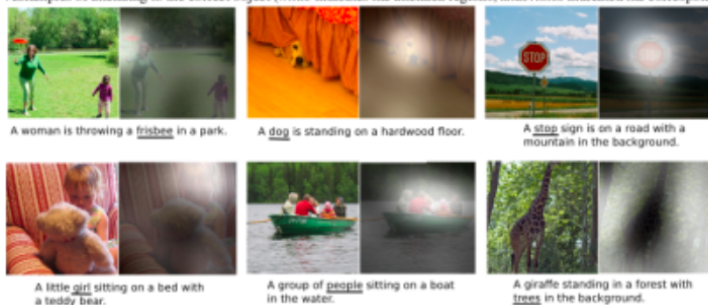 A woman is throwing a frisbee in a park.
A dog is standing on a hardwood floor.
STOP
A stop sign is on a road with a
mountain in the background.
A little girl sitting on a bed with
a teddy bear.
A group of people sitting on a boat
in the water.
A giraffe standing in a forest with
trees in the background.